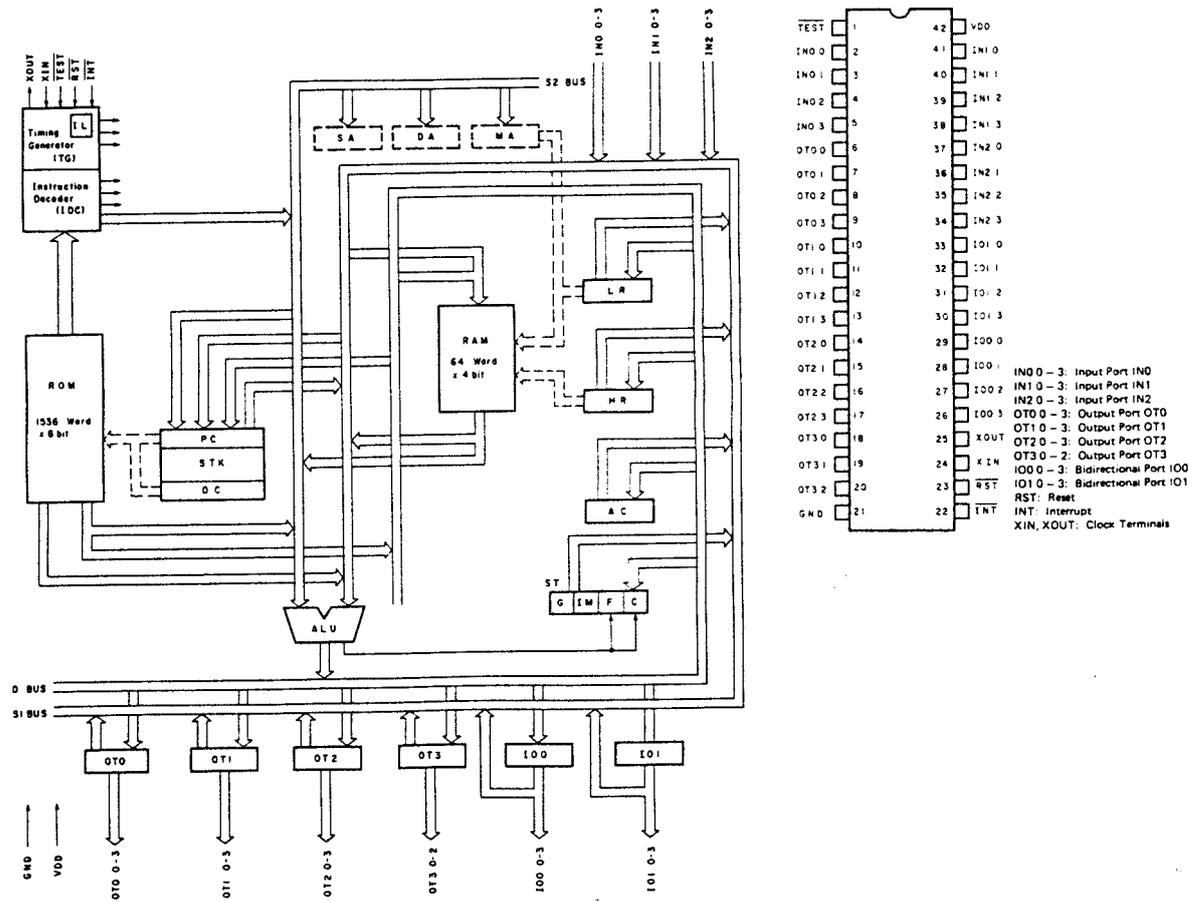 XOUT
XIN
TEST
RST
INT
Timing
Generator
(TG)
IL
Instruction
Decoder
(IDC)
ROM
1536 Word
x 8 bit
PC
STK
DC
S2 BUS
SA
DA
MA
IN0 0-3
IN1 0-3
IN2 0-3
RAM
64 Word
x 4 bit
LR
HR
AC
ST
G
IM
F
C
ALU
D BUS
S1 BUS
OT0
OT1
OT2
OT3
IO0
IO1
GND
VDD
OT0 0-3
OT1 0-3
OT2 0-3
OT3 0-2
IO0 0-3
IO1 0-3
TEST 1 42 VDD
IN0 0 2 41 IN1 0
IN0 1 3 40 IN1 1
IN0 2 4 39 IN1 2
IN0 3 5 38 IN1 3
OT0 0 6 37 IN2 0
OT0 1 7 36 IN2 1
OT0 2 8 35 IN2 2
OT0 3 9 34 IN2 3
OT1 0 10 33 IO1 0
OT1 1 11 32 IO1 1
OT1 2 12 31 IO1 2
OT1 3 13 30 IO1 3
OT2 0 14 29 IO0 0
OT2 1 15 28 IO0 1
OT2 2 16 27 IO0 2
OT2 3 17 26 IO0 3
OT3 0 18 25 XOUT
OT3 1 19 24 XIN
OT3 2 20 23 RST
GND 21 22 INT
IN0 0 – 3: Input Port IN0
IN1 0 – 3: Input Port IN1
IN2 0 – 3: Input Port IN2
OT0 0 – 3: Output Port OT0
OT1 0 – 3: Output Port OT1
OT2 0 – 3: Output Port OT2
OT3 0 – 2: Output Port OT3
IO0 0 – 3: Bidirectional Port IO0
IO1 0 – 3: Bidirectional Port IO1
RST: Reset
INT: Interrupt
XIN, XOUT: Clock Terminals